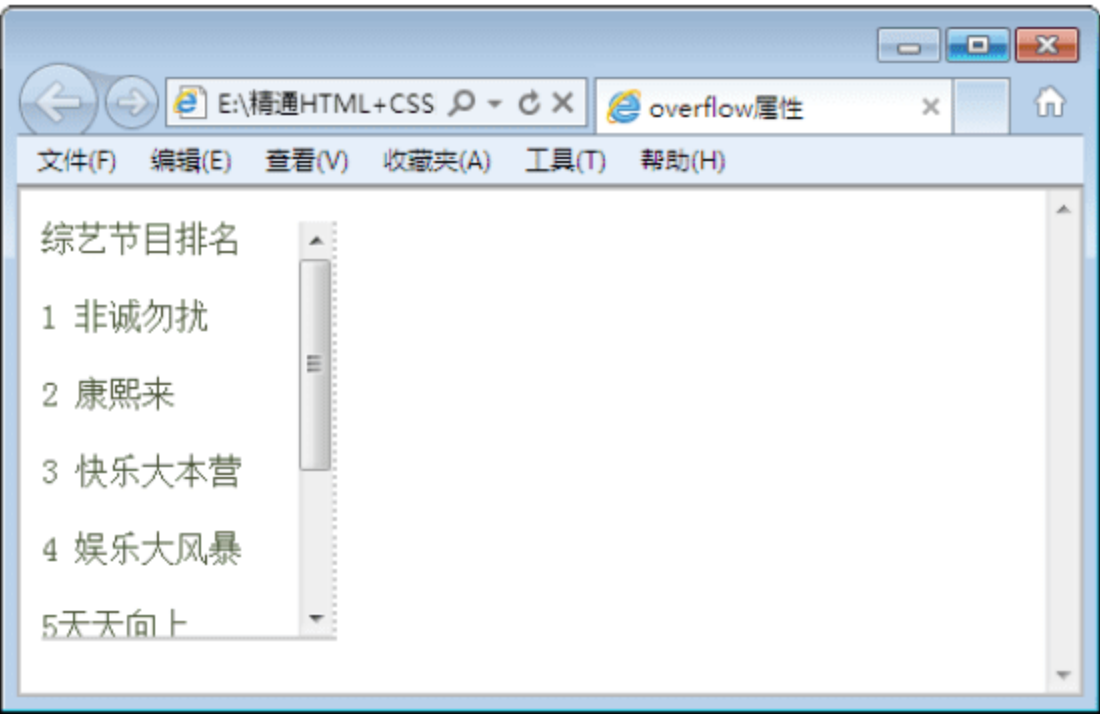 E:\精通HTML+CSS
overflow属性
文件(F) 编辑(E) 查看(V) 收藏夹(A) 工具(T) 帮助(H)
综艺节目排名
1 非诚勿扰
2 康熙来
3 快乐大本营
4 娱乐大风暴
5天天向上